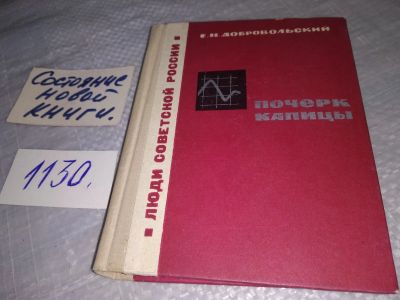 Состояние
новой
книги.
1130.
ЛЮДИ СОВЕТСКОЙ РОССИИ
Е.Н. ДОБРОВОЛЬСКИЙ
ПОЧЕРК
КАПИЦЫ